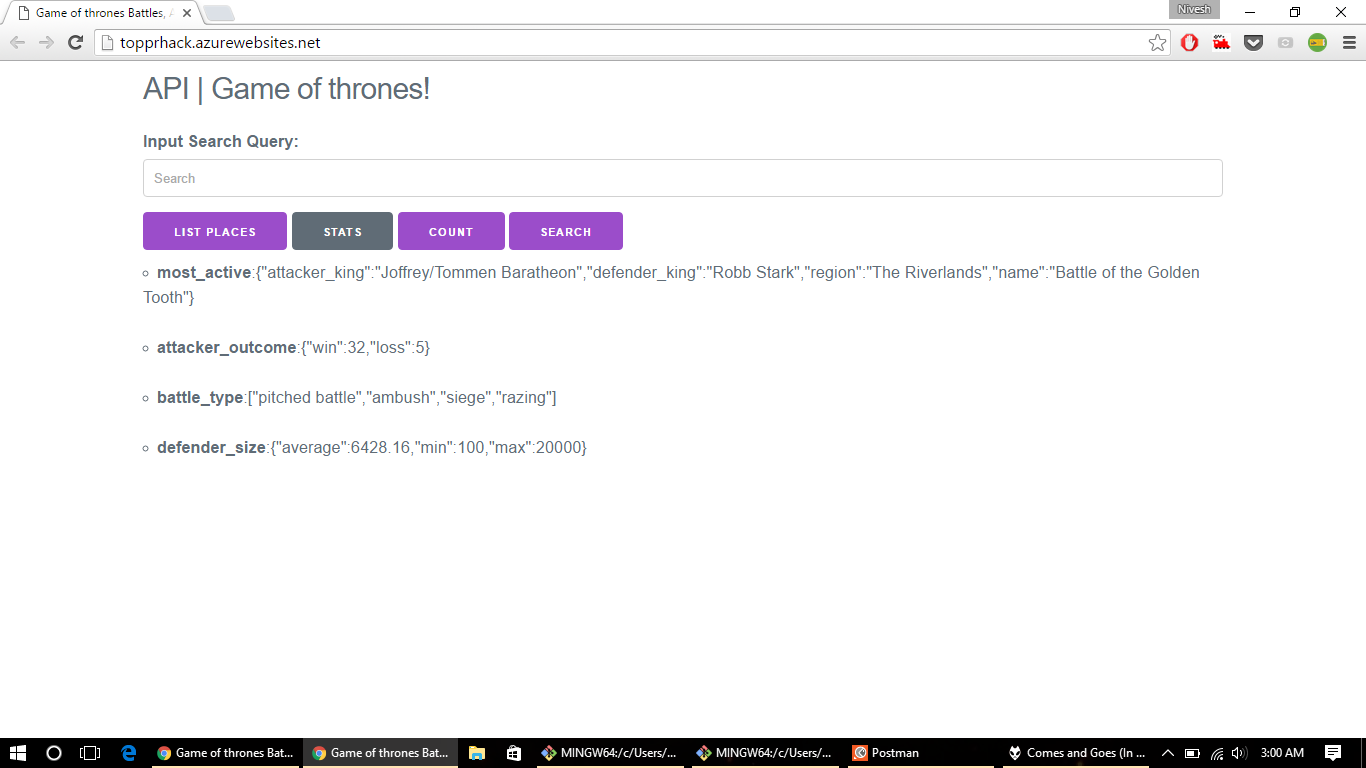 Game of thrones Battles, A
Nivesh
topprhack.azurewebsites.net
API | Game of thrones!
Input Search Query:
Search
LIST PLACES STATS COUNT SEARCH
most_active:{"attacker_king":"Joffrey/Tommen Baratheon","defender_king":"Robb Stark","region":"The Riverlands","name":"Battle of the Golden
Tooth"}
attacker_outcome:{"win":32,"loss":5}
battle_type:["pitched battle","ambush","siege","razing"]
defender_size:{"average":6428.16,"min":100,"max":20000}
Game of thrones Bat... Game of thrones Bat... MINGW64:/c/Users/... MINGW64:/c/Users/... Postman Comes and Goes (In ... 3:00 AM